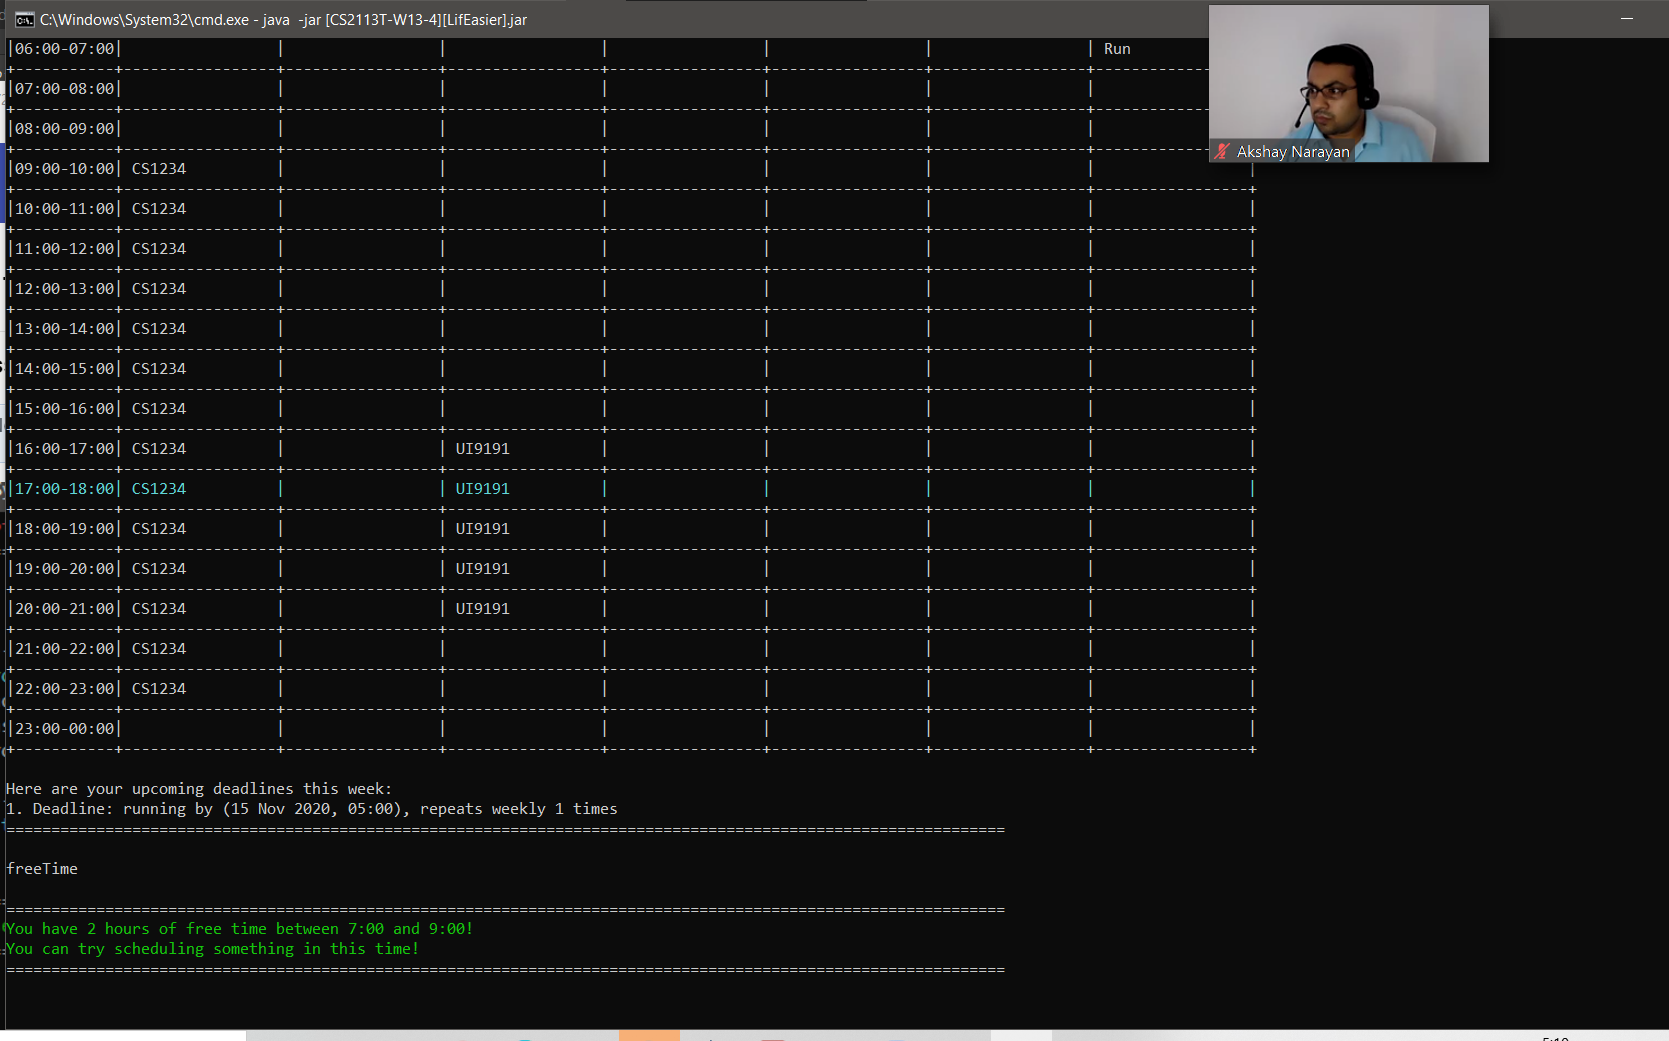 C:\Windows\System32\cmd.exe - java -jar [CS2113T-W13-4][LifEasier].jar
|06:00-07:00| | | | | | | Run
|07:00-08:00| | | | | | |
|08:00-09:00| | | | | | |
Akshay Narayan
|09:00-10:00| CS1234 | | | | | | |
|10:00-11:00| CS1234 | | | | | | |
|11:00-12:00| CS1234 | | | | | | |
|12:00-13:00| CS1234 | | | | | | |
|13:00-14:00| CS1234 | | | | | | |
|14:00-15:00| CS1234 | | | | | | |
|15:00-16:00| CS1234 | | | | | | |
|16:00-17:00| CS1234 | | UI9191 | | | | |
|17:00-18:00| CS1234 | | UI9191 | | | | |
|18:00-19:00| CS1234 | | UI9191 | | | | |
|19:00-20:00| CS1234 | | UI9191 | | | | |
|20:00-21:00| CS1234 | | UI9191 | | | | |
|21:00-22:00| CS1234 | | | | | | |
|22:00-23:00| CS1234 | | | | | | |
|23:00-00:00| | | | | | | |
Here are your upcoming deadlines this week:
1. Deadline: running by (15 Nov 2020, 05:00), repeats weekly 1 times
freeTime
You have 2 hours of free time between 7:00 and 9:00!
You can try scheduling something in this time!